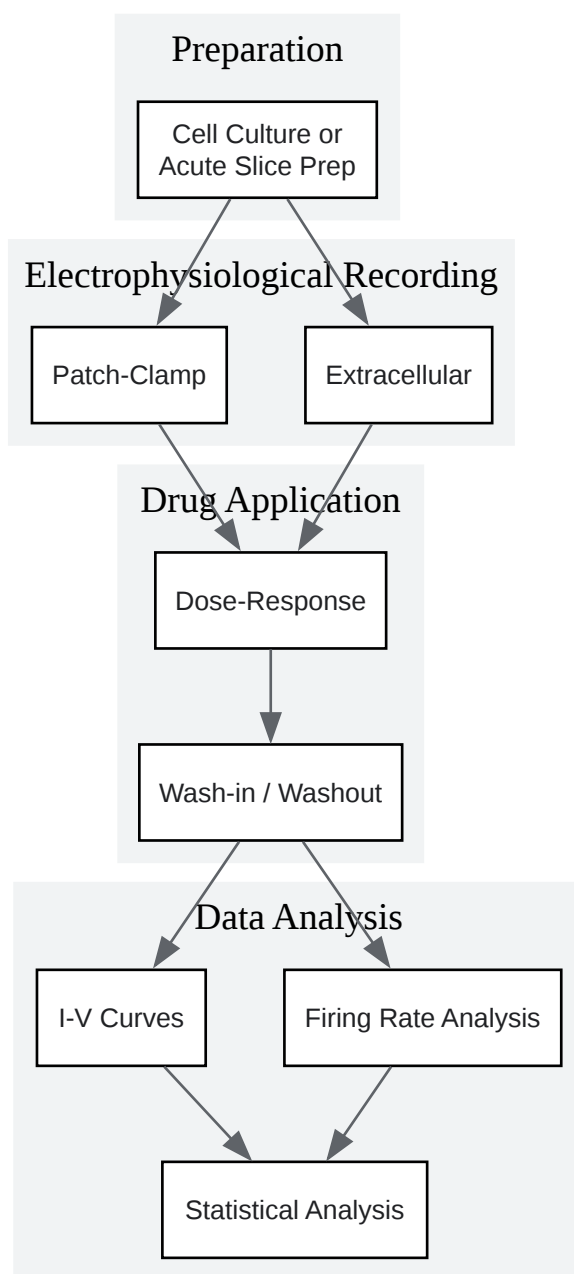 Preparation
Cell Culture or
Acute Slice Prep
Electrophysiological Recording
Patch-Clamp
Extracellular
Drug Application
Dose-Response
Wash-in / Washout
Data Analysis
I-V Curves
Firing Rate Analysis
Statistical Analysis